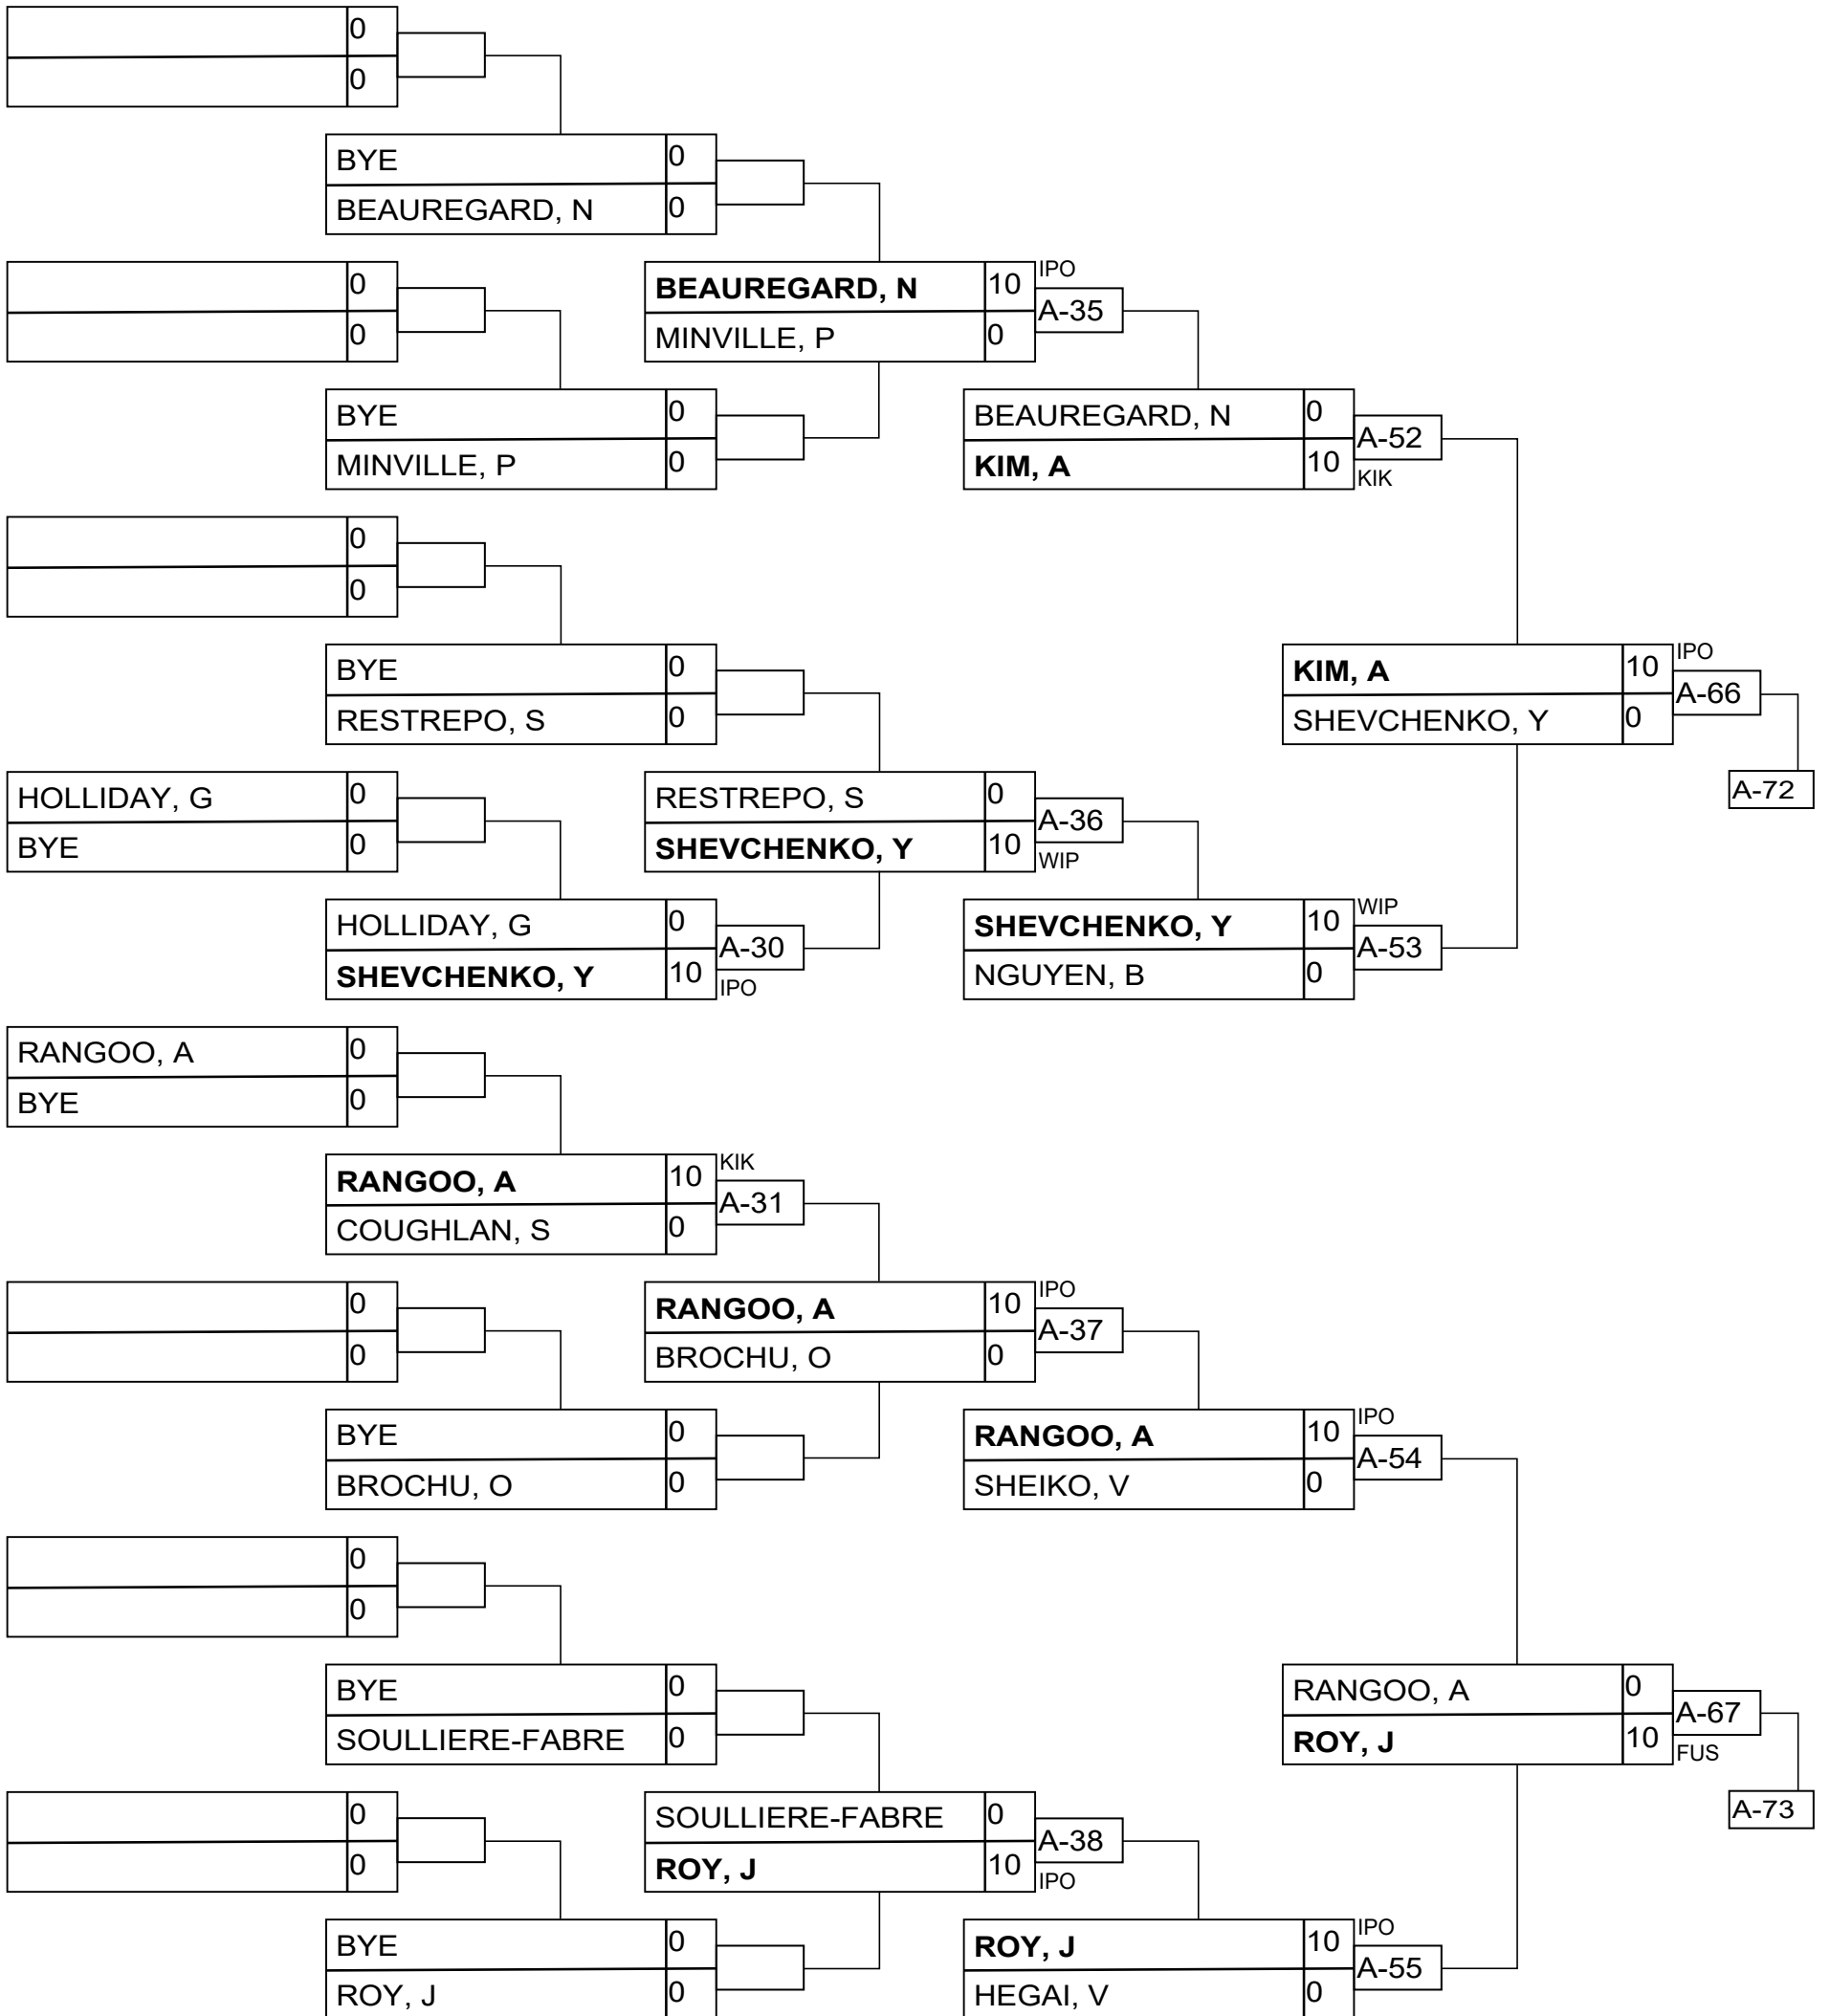 0
0
BYE 0
BEAUREGARD, N 0
0
0
BEAUREGARD, N 10 IPO
A-35
MINVILLE, P 0
BYE 0
MINVILLE, P 0
BEAUREGARD, N 0
A-52
KIM, A 10 KIK
0
0
BYE 0
RESTREPO, S 0
KIM, A 10 IPO
A-66
SHEVCHENKO, Y 0
A-72
HOLLIDAY, G 0
BYE 0
RESTREPO, S 0
A-36
SHEVCHENKO, Y 10 WIP
HOLLIDAY, G 0
A-30
SHEVCHENKO, Y 10 IPO
SHEVCHENKO, Y 10 WIP
A-53
NGUYEN, B 0
RANGOO, A 0
BYE 0
RANGOO, A 10 KIK
A-31
COUGHLAN, S 0
0
0
RANGOO, A 10 IPO
A-37
BROCHU, O 0
BYE 0
BROCHU, O 0
RANGOO, A 10 IPO
A-54
SHEIKO, V 0
0
0
BYE 0
SOULLIERE-FABRE 0
RANGOO, A 0
A-67
ROY, J 10 FUS
A-73
0
0
SOULLIERE-FABRE 0
A-38
ROY, J 10 IPO
BYE 0
ROY, J 0
ROY, J 10 IPO
A-55
HEGAI, V 0